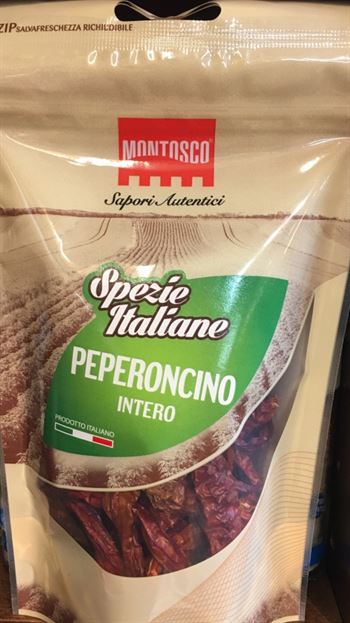 ZIP SALVAFRESCHEZZA RICHIUDIBILE
MONTOSCO
Sapori Autentici
Spezie
Italiane
PEPERONCINO
INTERO
PRODOTTO ITALIANO